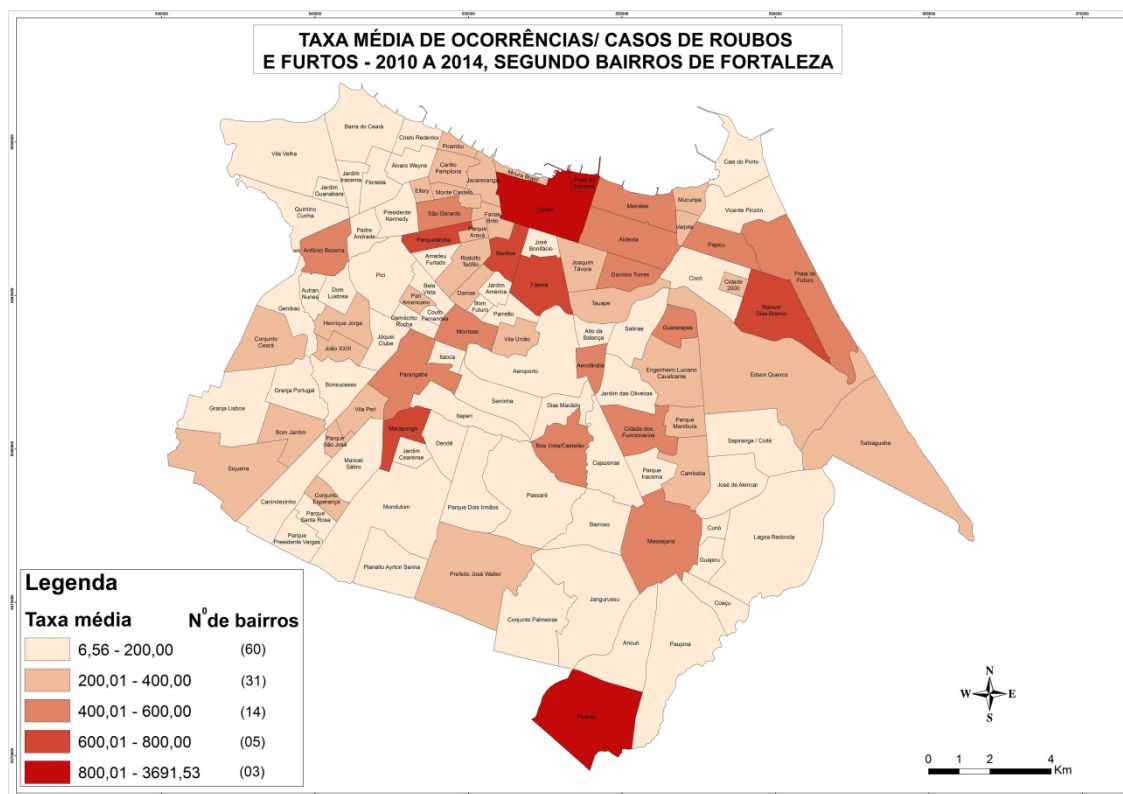 TAXA MÉDIA DE OCORRÊNCIAS/ CASOS DE ROUBOS
E FURTOS - 2010 A 2014, SEGUNDO BAIRROS DE FORTALEZA
Barra do Ceará
Cristo Redentor
Pirambu
Vila Velha
Cais do Porto
Álvaro Weyne
Carlito
Pamplona
Jardim
Iracema
Floresta
Jacarecanga
Moura Brasil
Praia de
Iracema
Jardim
Guanabara
Ellery
Monte Castelo
Mucuripe
Meireles
Centro
Vicente Pinzón
Quintino
Cunha
Presidente
Kennedy
São Gerardo
Farias
Brito
Varjota
Padre
Andrade
Parque
Araxá
Parquelândia
Aldeota
Papicu
Antônio Bezerra
Amadeu
Furtado
Rodolfo
Teófilo
Benfica
José
Bonifácio
Joaquim
Távora
Dionísio Torres
Cocó
Cidade
2000
Praia do
Futuro
Pici
Bela
Vista
Damas
Jardim
América
Fátima
Autran
Nunes
Dom
Lustosa
Pan
Americano
Bom
Futuro
Tauape
Manuel
Dias Branco
Genibaú
Henrique Jorge
Demócrito
Rocha
Couto
Fernandes
Parreão
Montese
Vila União
Alto da
Balança
Salinas
Guararapes
Conjunto
Ceará
João XXIII
Jóquei
Clube
Itaoca
Aeroporto
Aerolândia
Engenheiro Luciano
Cavalcante
Edson Queiroz
Parangaba
Granja Portugal
Bonsucesso
Serrinha
Dias Macêdo
Jardim das Oliveiras
Granja Lisboa
Vila Peri
Itaperi
Parque
Manibura
Bom Jardim
Maraponga
Cidade dos
Funcionários
Parque
São José
Dendê
Boa Vista/Castelão
Sapiranga / Coité
Sabiaguaba
Jardim
Cearense
Manoel
Sátiro
Siqueira
Cajazeiras
Parque
Iracema
Cambeba
José de Alencar
Canindezinho
Conjunto
Esperança
Mondubim
Parque Dois Irmãos
Passaré
Parque
Santa Rosa
Barroso
Messejana
Curió
Lagoa Redonda
Parque
Presidente Vargas
Guajeru
Planalto Ayrton Senna
Prefeito José Walter
Jangurussu
Coaçu
Conjunto Palmeiras
Ancuri
Paupina
Pedras
Legenda
Taxa média Nº de bairros
6,56 - 200,00 (60)
200,01 - 400,00 (31)
400,01 - 600,00 (14)
600,01 - 800,00 (05)
800,01 - 3691,53 (03)
N
W E
S
0 1 2 4
Km